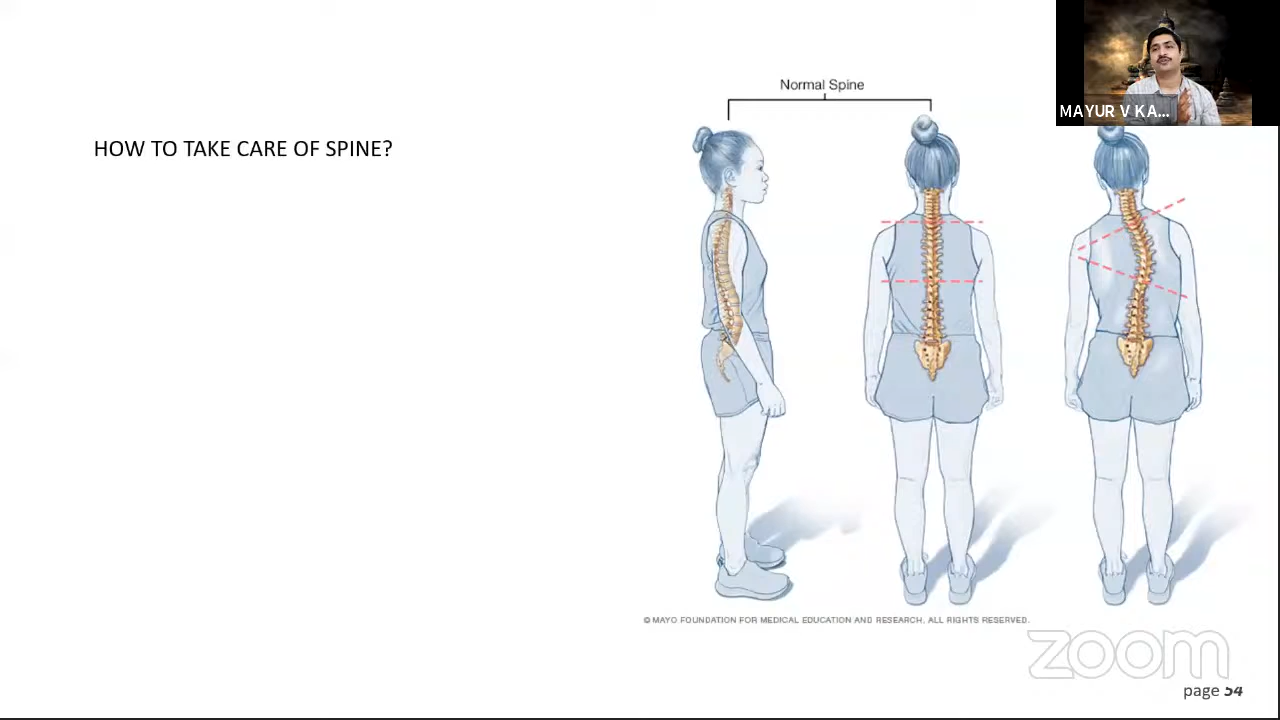 MAYUR V KA...
Normal Spine
HOW TO TAKE CARE OF SPINE?
© MAYO FOUNDATION FOR MEDICAL EDUCATION AND RESEARCH. ALL RIGHTS RESERVED.
zoom
page 54